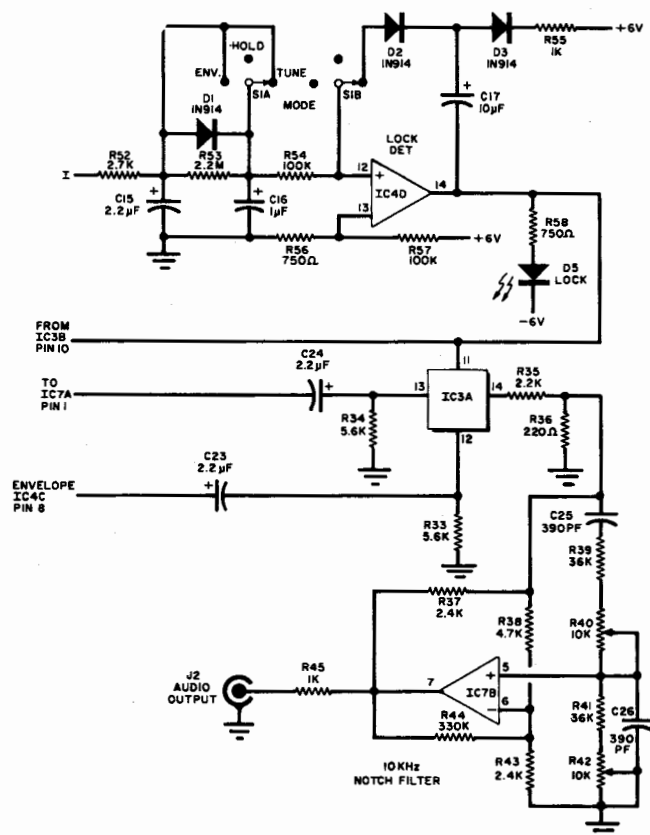 HOLD
ENV.
TUNE
S1A
MODE
S1B
D1
1N914
D2
1N914
D3
1N914
R55
1K
+6V
+
C17
10µF
LOCK
DET
I
R52
2.7K
R53
2.2M
R54
100K
12
+
IC4D
14
13
C15
2.2µF
+
+
C16
1µF
R56
750Ω
R57
100K
+6V
R58
750Ω
D5
LOCK
-6V
FROM
IC3B
PIN 10
11
TO
IC7A
PIN 1
C24
2.2µF
+
13
IC3A
14
12
R35
2.2K
R34
5.6K
R36
220Ω
ENVELOPE
IC4C
PIN 8
C23
2.2µF
+
R33
5.6K
C25
390PF
R39
36K
R37
2.4K
R38
4.7K
R40
10K
J2
AUDIO
OUTPUT
R45
1K
7
+
5
IC7B
-
6
R41
36K
C26
390
PF
R44
330K
R43
2.4K
R42
10K
10KHz
NOTCH FILTER